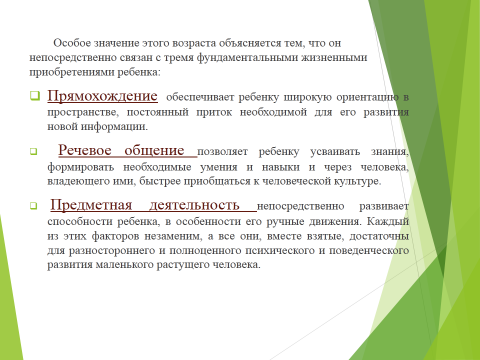 Особое значение этого возраста объясняется тем, что он
непосредственно связан с тремя фундаментальными жизненными
приобретениями ребенка:
Прямохождение обеспечивает ребенку широкую ориентацию в
пространстве, постоянный приток необходимой для его развития
новой информации.
Речевое общение позволяет ребенку усваивать знания,
формировать необходимые умения и навыки и через человека,
владеющего ими, быстрее приобщаться к человеческой культуре.
Предметная деятельность непосредственно развивает
способности ребенка, в особенности его ручные движения. Каждый
из этих факторов незаменим, а все они, вместе взятые, достаточны
для разностороннего и полноценного психического и поведенческого
развития маленького растущего человека.